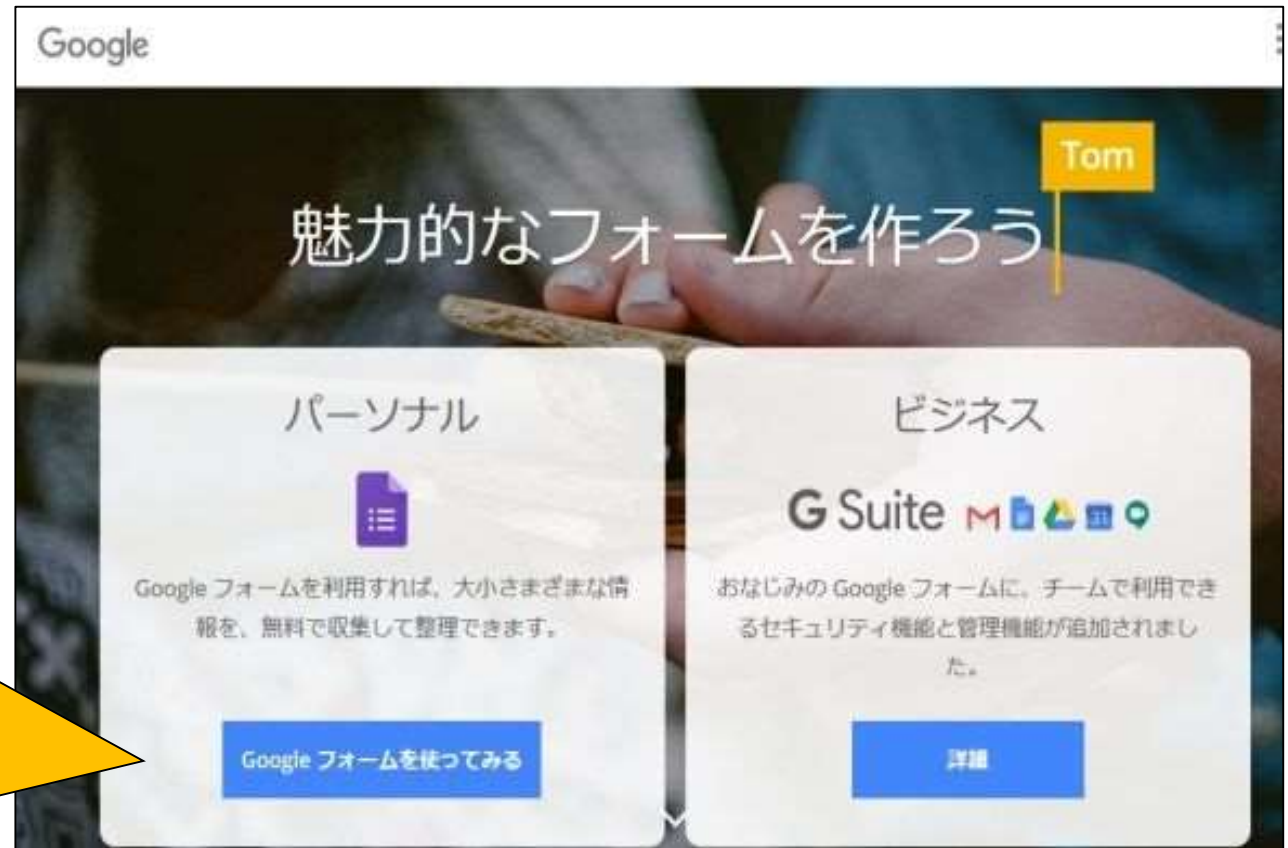 Google
Tom
魅力的なフォームを作ろう
パーソナル
Google フォームを利用すれば、大小さまざまな情
報を、無料で収集して整理できます。
Google フォームを使ってみる
ビジネス
G Suite
おなじみの Google フォームに、チームで利用でき
るセキュリティ機能と管理機能が追加されまし
た。
詳細